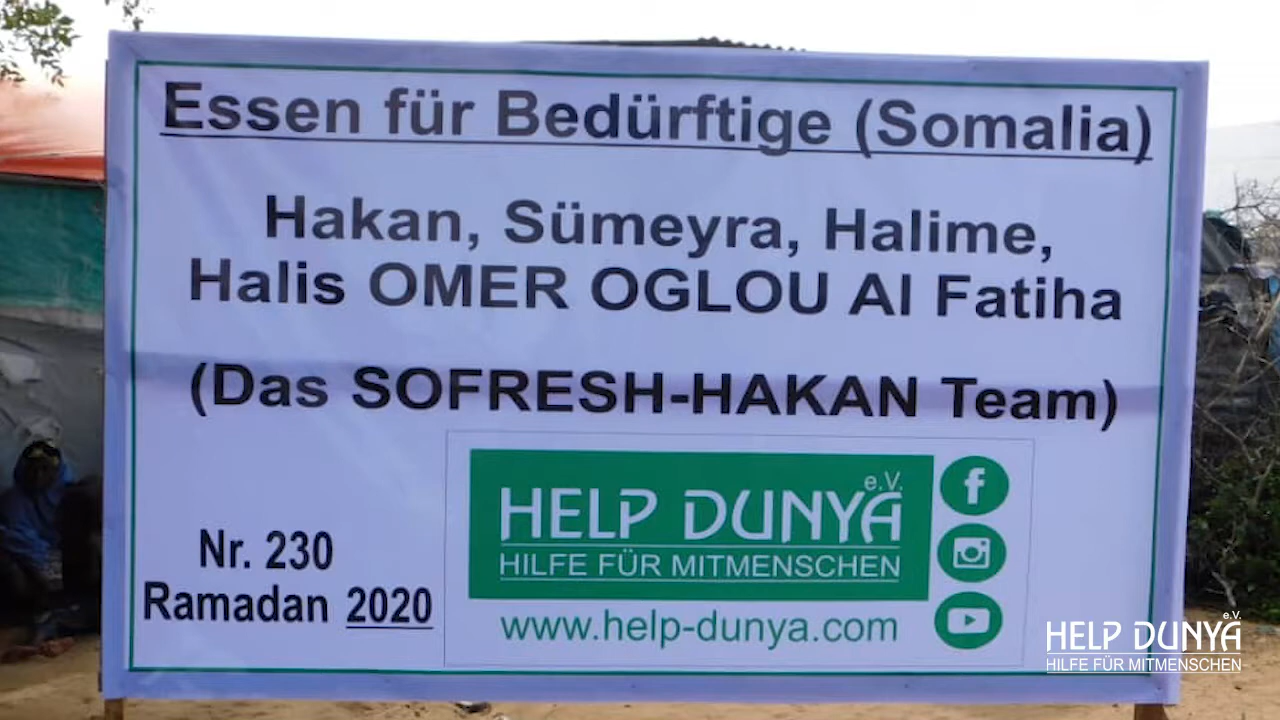 Essen für Bedürftige (Somalia)
Hakan, Sümeyra, Halime,
Halis OMER OGLOU Al Fatiha
(Das SOFRESH-HAKAN Team)
Nr. 230
Ramadan 2020
HELP DUNYA e.V.
HILFE FÜR MITMENSCHEN
www.help-dunya.com
HELP DUNYA e.V.
HILFE FÜR MITMENSCHEN